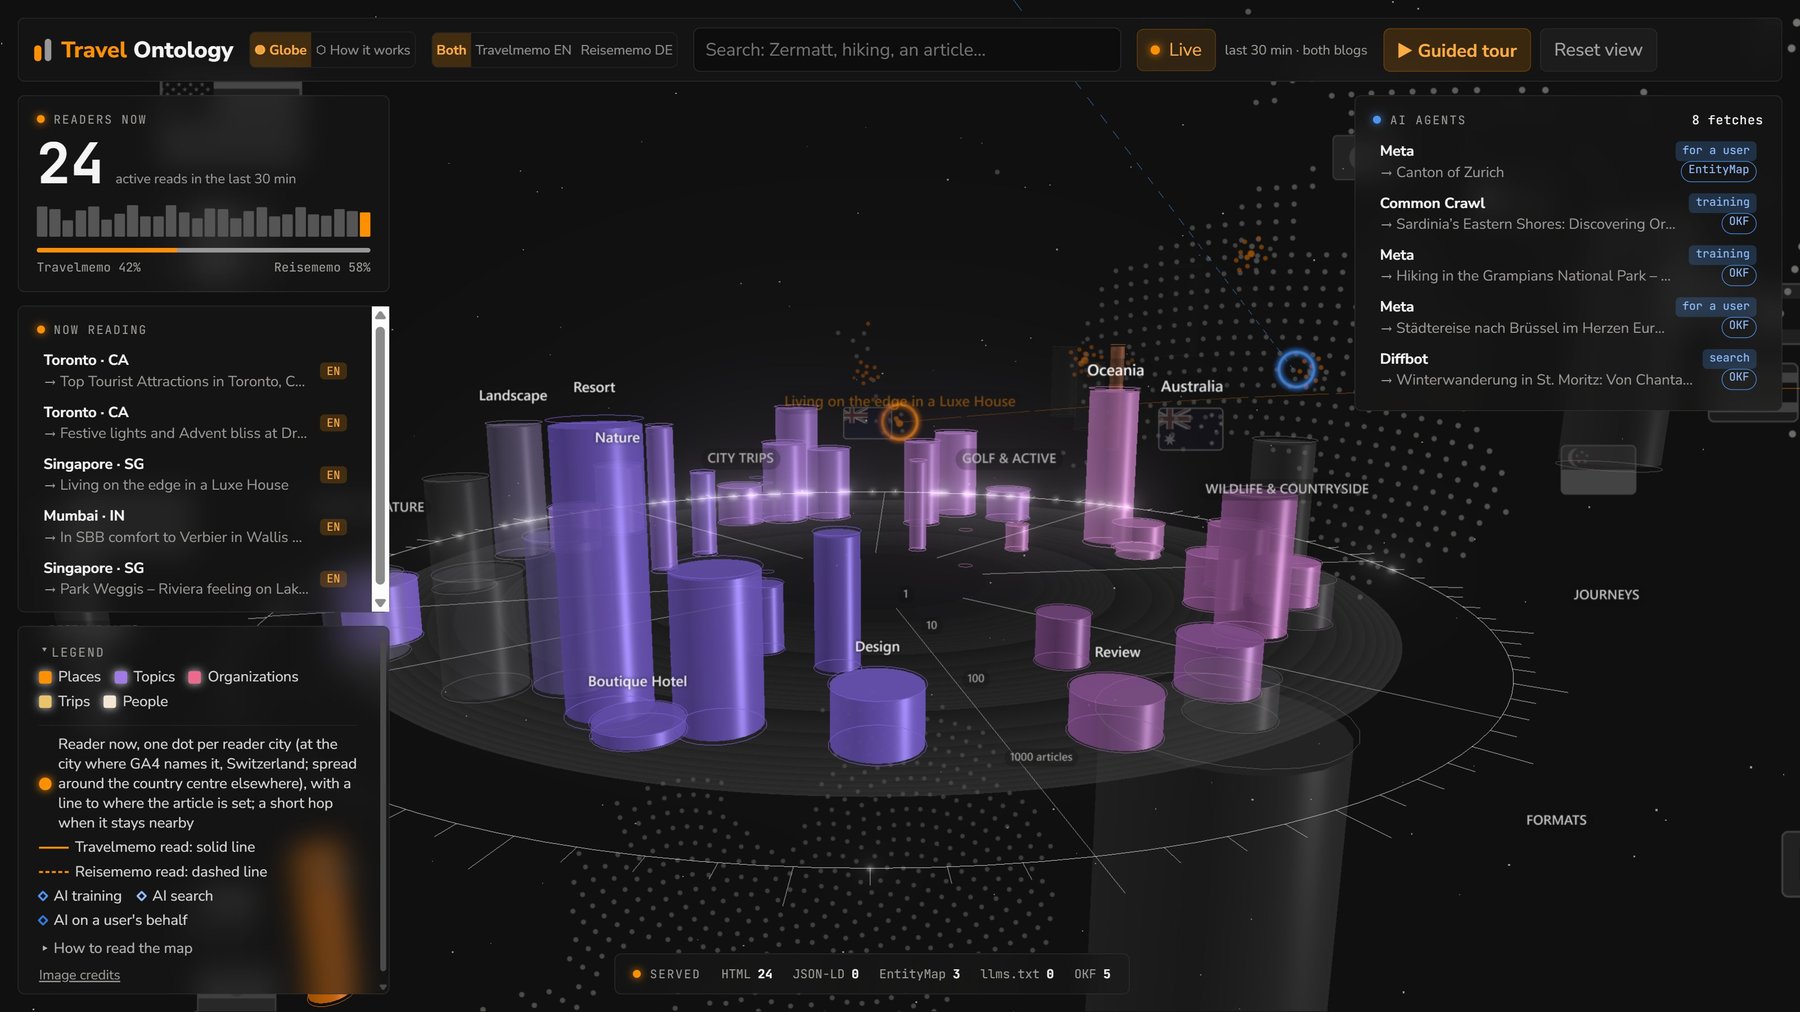 Travel Ontology
Globe
How it works
Both
Travelmemo EN
Reisememo DE
Search: Zermatt, hiking, an article...
Live
last 30 min · both blogs
▶ Guided tour
Reset view
READERS NOW
24 active reads in the last 30 min
Travelmemo 42%
Reisememo 58%
NOW READING
Toronto · CA
→ Top Tourist Attractions in Toronto, C...
EN
Toronto · CA
→ Festive lights and Advent bliss at Dr...
EN
Singapore · SG
→ Living on the edge in a Luxe House
EN
Mumbai · IN
→ In SBB comfort to Verbier in Wallis ...
EN
Singapore · SG
→ Park Weggis – Riviera feeling on Lak...
EN
LEGEND
Places
Topics
Organizations
Trips
People
Reader now, one dot per reader city (at the
city where GA4 names it, Switzerland; spread
around the country centre elsewhere), with a
line to where the article is set; a short hop
when it stays nearby
Travelmemo read: solid line
Reisememo read: dashed line
AI training
AI search
AI on a user's behalf
How to read the map
Image credits
AI AGENTS
8 fetches
Meta
for a user
→ Canton of Zurich
EntityMap
Common Crawl
training
→ Sardinia's Eastern Shores: Discovering Or...
OKF
Meta
training
→ Hiking in the Grampians National Park – ...
OKF
Meta
for a user
→ Städtereise nach Brüssel im Herzen Eur...
OKF
Diffbot
search
→ Winterwanderung in St. Moritz: Von Chanta...
OKF
Oceania
Landscape
Resort
Australia
Living on the edge in a Luxe House
Nature
CITY TRIPS
GOLF & ACTIVE
WILDLIFE & COUNTRYSIDE
ATURE
JOURNEYS
1
10
Design
Review
100
Boutique Hotel
1000 articles
FORMATS
SERVED
HTML 24
JSON-LD 0
EntityMap 3
llms.txt 0
OKF 5